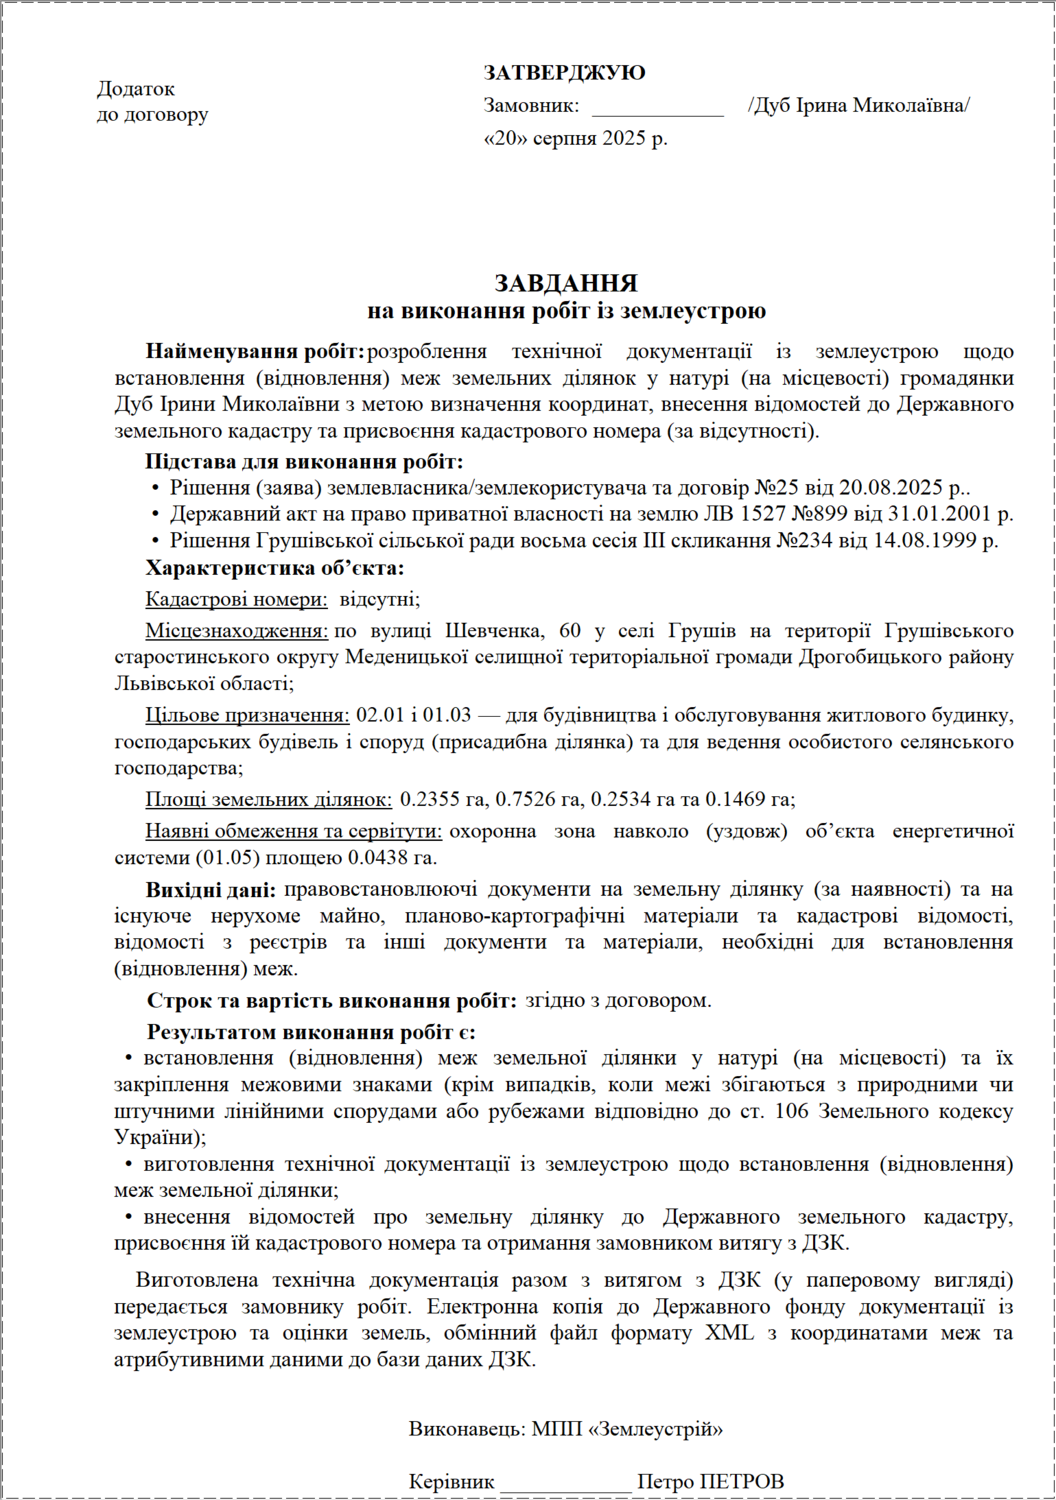 Додаток
до договору
ЗАТВЕРДЖУЮ
Замовник: ____________ /Дуб Ірина Миколаївна/
«20» серпня 2025 р.
ЗАВДАННЯ
на виконання робіт із землеустрою
Найменування робіт: розроблення технічної документації із землеустрою щодо
встановлення (відновлення) меж земельних ділянок у натурі (на місцевості) громадянки
Дуб Ірини Миколаївни з метою визначення координат, внесення відомостей до Державного
земельного кадастру та присвоєння кадастрового номера (за відсутності).
Підстава для виконання робіт:
• Рішення (заява) землевласника/землекористувача та договір №25 від 20.08.2025 р..
• Державний акт на право приватної власності на землю ЛВ 1527 №899 від 31.01.2001 р.
• Рішення Грушівської сільської ради восьма сесія ІІІ скликання №234 від 14.08.1999 р.
Характеристика об’єкта:
Кадастрові номери: відсутні;
Місцезнаходження: по вулиці Шевченка, 60 у селі Грушів на території Грушівського
старостинського округу Меденицької селищної територіальної громади Дрогобицького району
Львівської області;
Цільове призначення: 02.01 і 01.03 — для будівництва і обслуговування житлового будинку,
господарських будівель і споруд (присадибна ділянка) та для ведення особистого селянського
господарства;
Площі земельних ділянок: 0.2355 га, 0.7526 га, 0.2534 га та 0.1469 га;
Наявні обмеження та сервітути: охоронна зона навколо (уздовж) об’єкта енергетичної
системи (01.05) площею 0.0438 га.
Вихідні дані: правовстановлюючі документи на земельну ділянку (за наявності) та на
існуюче нерухоме майно, планово-картографічні матеріали та кадастрові відомості,
відомості з реєстрів та інші документи та матеріали, необхідні для встановлення
(відновлення) меж.
Строк та вартість виконання робіт: згідно з договором.
Результатом виконання робіт є:
• встановлення (відновлення) меж земельної ділянки у натурі (на місцевості) та їх
закріплення межовими знаками (крім випадків, коли межі збігаються з природними чи
штучними лінійними спорудами або рубежами відповідно до ст. 106 Земельного кодексу
України);
• виготовлення технічної документації із землеустрою щодо встановлення (відновлення)
меж земельної ділянки;
• внесення відомостей про земельну ділянку до Державного земельного кадастру,
присвоєння їй кадастрового номера та отримання замовником витягу з ДЗК.
Виготовлена технічна документація разом з витягом з ДЗК (у паперовому вигляді)
передається замовнику робіт. Електронна копія до Державного фонду документації із
землеустрою та оцінки земель, обмінний файл формату XML з координатами меж та
атрибутивними даними до бази даних ДЗК.
Виконавець: МПП «Землеустрій»
Керівник ____________ Петро ПЕТРОВ